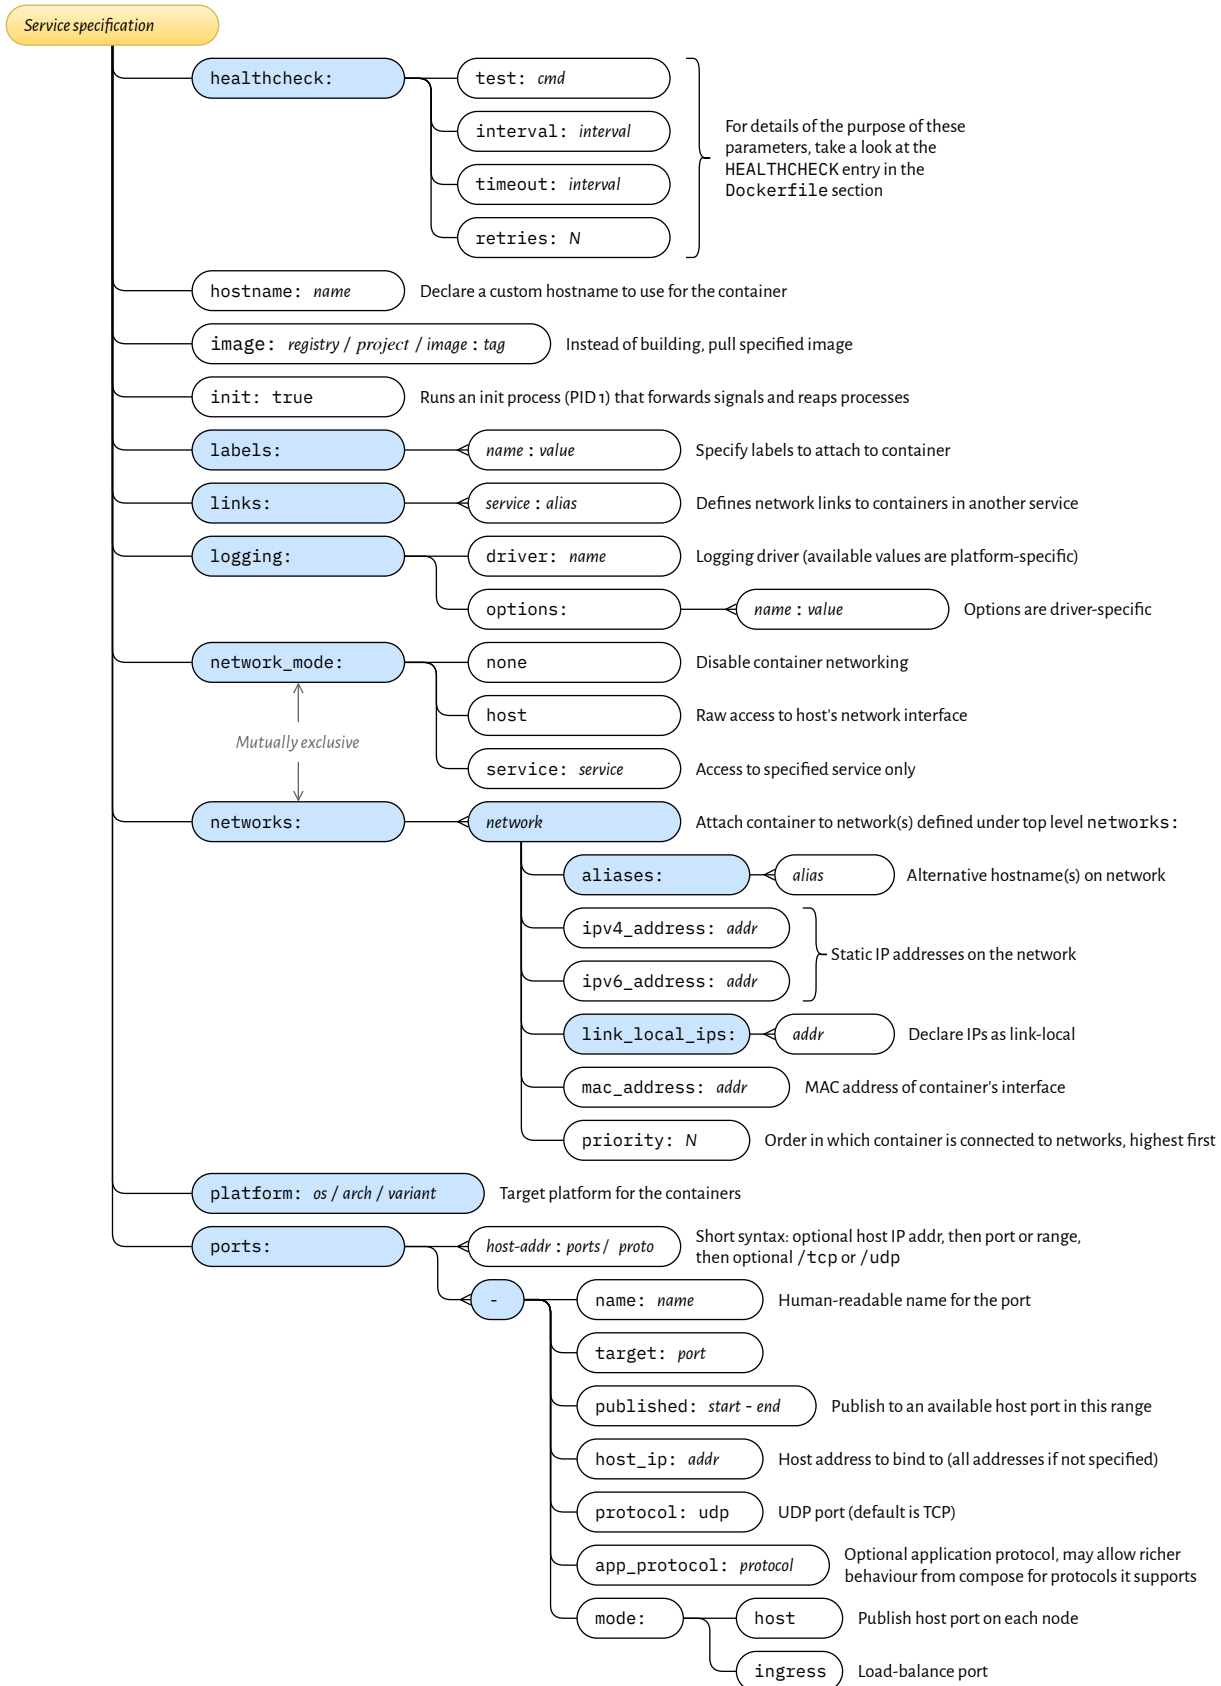 Service specification
healthcheck:
test: cmd
interval: interval
timeout: interval
retries: N
For details of the purpose of these
parameters, take a look at the
HEALTHCHECK entry in the
Dockerfile section
hostname: name
Declare a custom hostname to use for the container
image: registry / project / image : tag
Instead of building, pull specified image
init: true
Runs an init process (PID 1) that forwards signals and reaps processes
labels:
name : value
Specify labels to attach to container
links:
service : alias
Defines network links to containers in another service
logging:
driver: name
Logging driver (available values are platform-specific)
options:
name : value
Options are driver-specific
network_mode:
none
Disable container networking
host
Raw access to host's network interface
Mutually exclusive
service: service
Access to specified service only
networks:
network
Attach container to network(s) defined under top level networks:
aliases:
alias
Alternative hostname(s) on network
ipv4_address: addr
ipv6_address: addr
Static IP addresses on the network
link_local_ips:
addr
Declare IPs as link-local
mac_address: addr
MAC address of container's interface
priority: N
Order in which container is connected to networks, highest first
platform: os / arch / variant
Target platform for the containers
ports:
host-addr : ports / proto
Short syntax: optional host IP addr, then port or range,
then optional /tcp or /udp
-
name: name
Human-readable name for the port
target: port
published: start - end
Publish to an available host port in this range
host_ip: addr
Host address to bind to (all addresses if not specified)
protocol: udp
UDP port (default is TCP)
app_protocol: protocol
Optional application protocol, may allow richer
behaviour from compose for protocols it supports
mode:
host
Publish host port on each node
ingress
Load-balance port